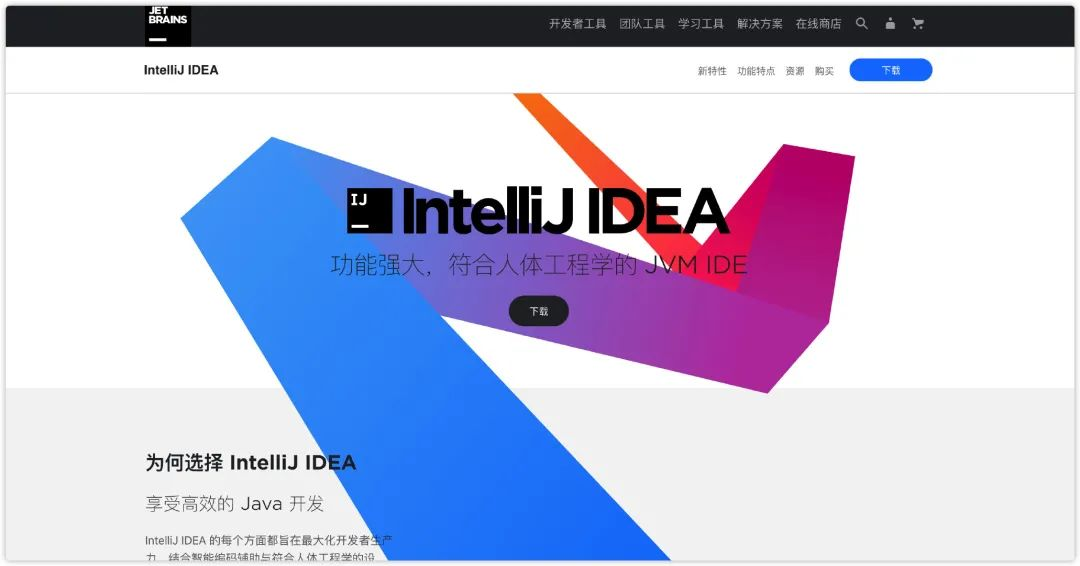 JET
BRAINS
开发者工具 团队工具 学习工具 解决方案 在线商店
IntelliJ IDEA
新特性 功能特点 资源 购买 下载
IJ
IntelliJ IDEA
功能强大，符合人体工程学的 JVM IDE
下载
为何选择 IntelliJ IDEA
享受高效的 Java 开发
IntelliJ IDEA 的每个方面都旨在最大化开发者生产
力。结合智能编码辅助与符合人体工程学的设